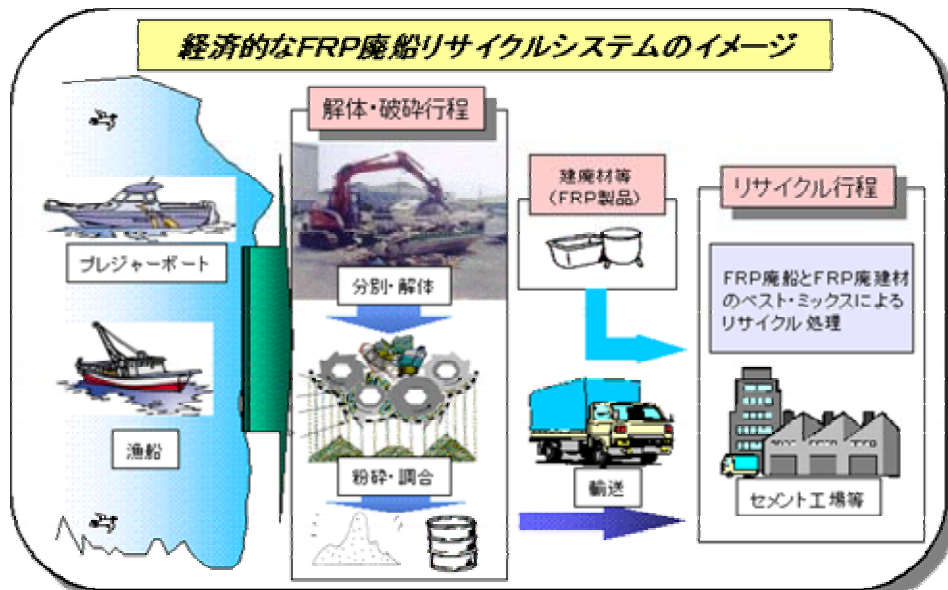 経済的なFRP廃船リサイクルシステムのイメージ
解体・破砕行程
プレジャーボート
漁船
分別・解体
粉砕・調合
建廃材等
（FRP製品）
輸送
リサイクル行程
FRP廃船とFRP廃建材
のベスト・ミックスによる
リサイクル処理
セメント工場等